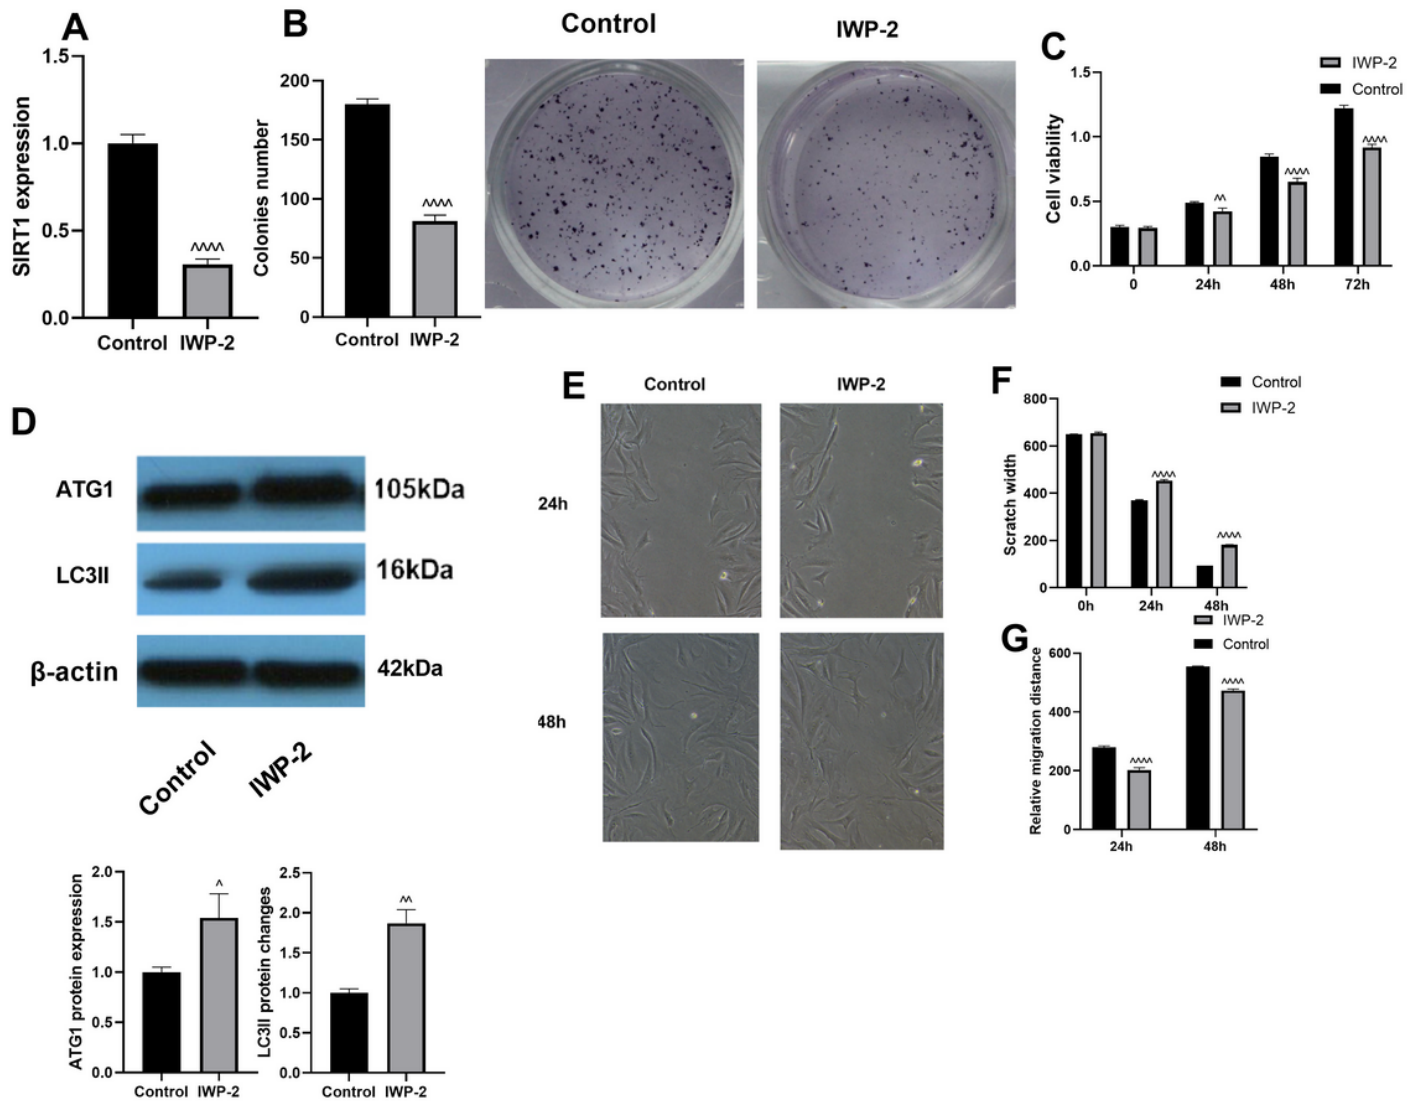 A
SIRT1 expression
1.5
1.0
0.5
0.0
^^^^
Control IWP-2
B
Colonies number
200
150
100
50
0
^^^^
Control IWP-2
Control
IWP-2
C
IWP-2
Control
Cell viability
1.5
1.0
0.5
0.0
^^
^^^^
^^^^
0 24h 48h 72h
D
ATG1 105kDa
LC3II 16kDa
β-actin 42kDa
Control IWP-2
ATG1 protein expression
2.0
1.5
1.0
0.5
0.0
^
Control IWP-2
LC3II protein changes
2.5
2.0
1.5
1.0
0.5
0.0
^^
Control IWP-2
E
Control IWP-2
24h
48h
F
Control
IWP-2
Scratch width
800
600
400
200
0
^^^^
^^^^
0h 24h 48h
G
IWP-2
Control
Relative migration distance
600
400
200
0
^^^^
^^^^
24h 48h